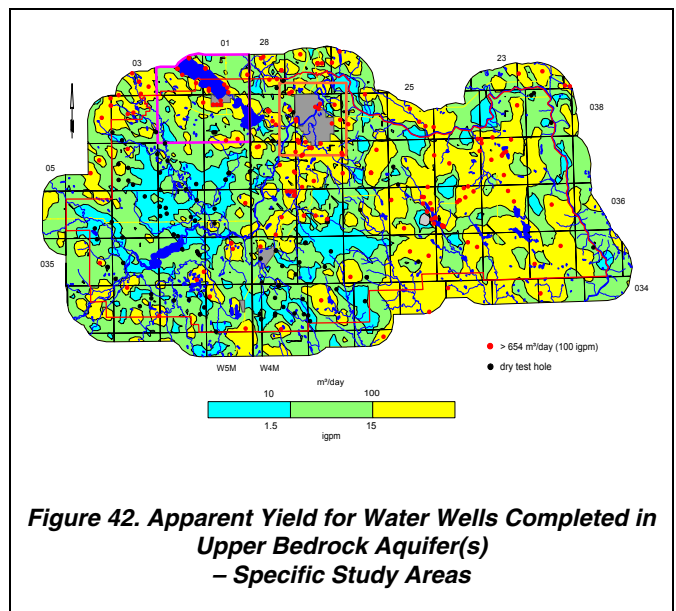 01
28
03
23
25
038
05
036
035
034
> 654 m³/day (100 igpm)
dry test hole
W5M
W4M
m³/day
10
100
1.5
15
igpm
Figure 42. Apparent Yield for Water Wells Completed in
Upper Bedrock Aquifer(s)
– Specific Study Areas